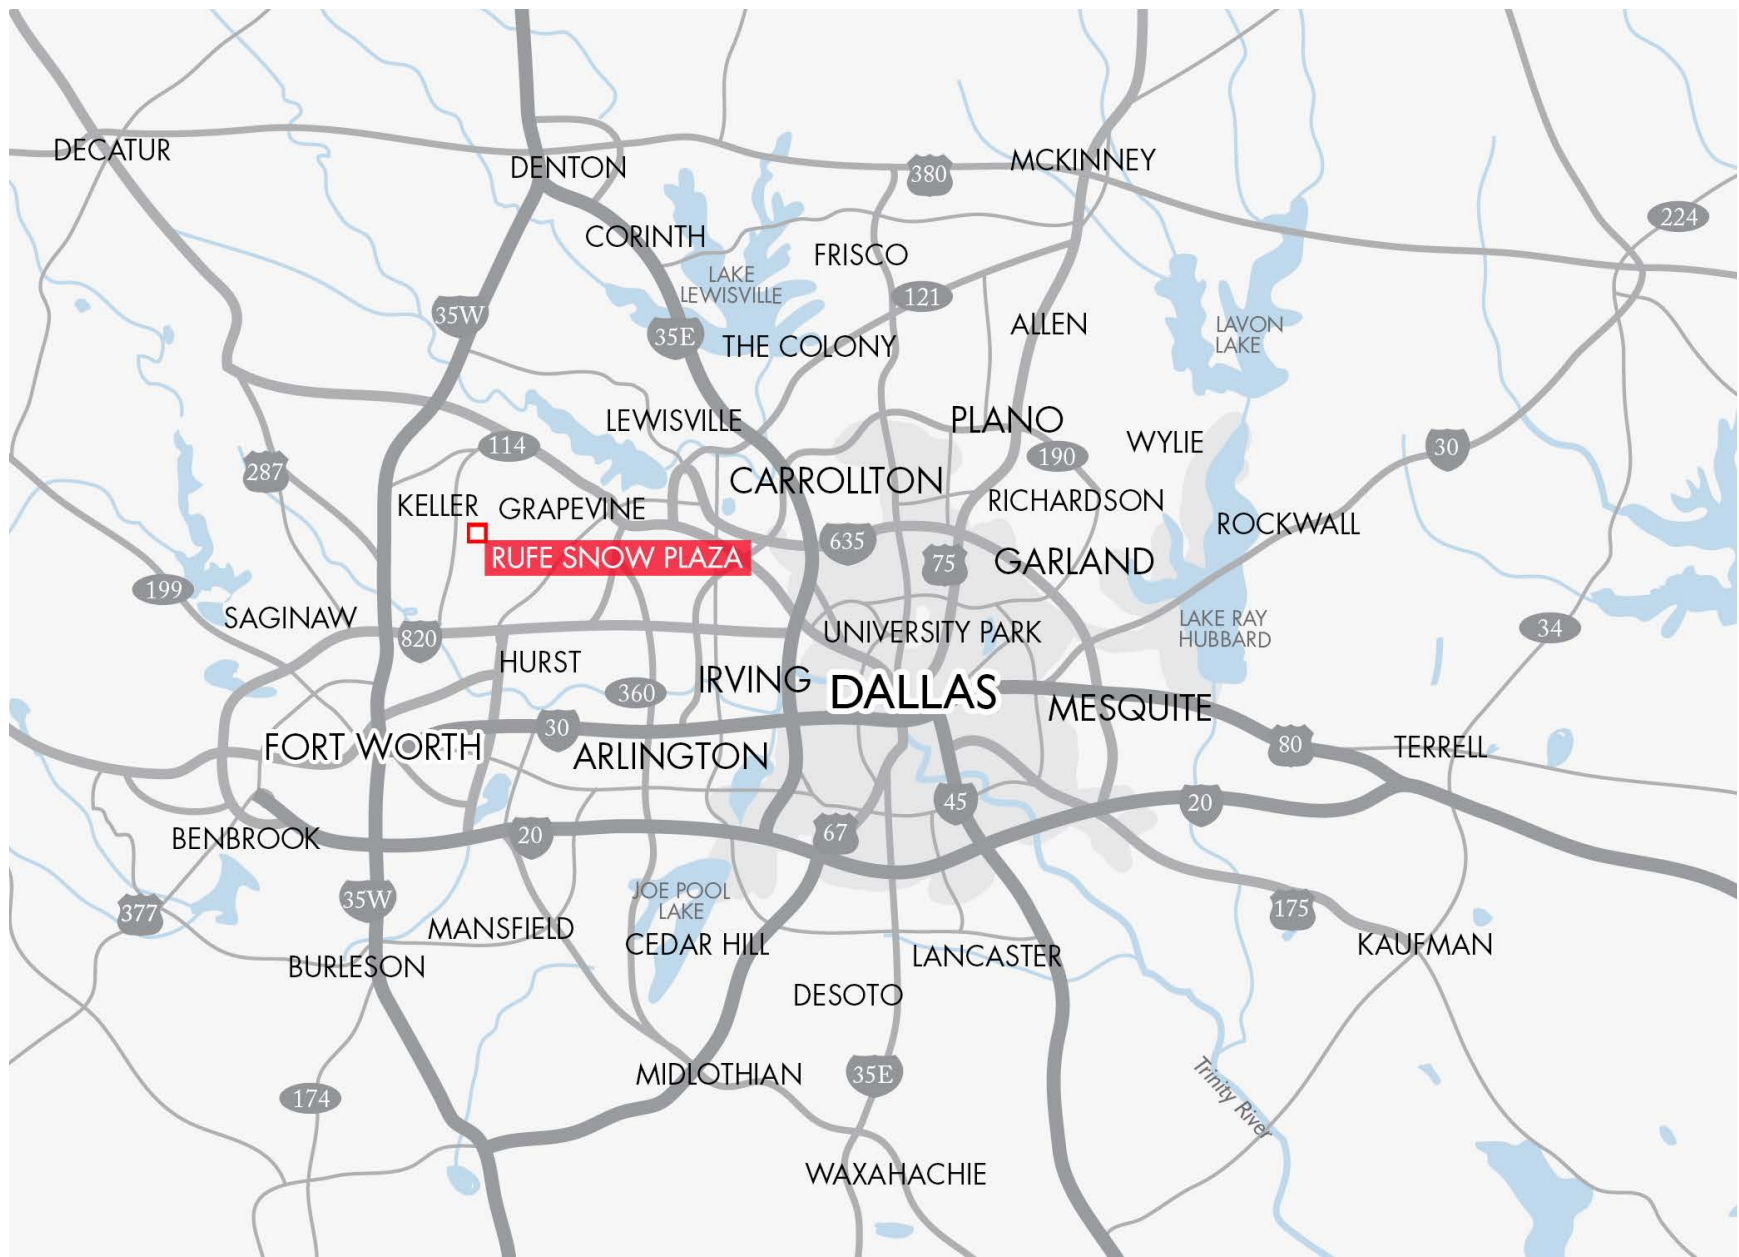 DECATUR
DENTON
380
MCKINNEY
224
CORINTH
FRISCO
LAKE
LEWISVILLE
121
35W
35E
THE COLONY
ALLEN
LAVON
LAKE
LEWISVILLE
PLANO
WYLIE
114
190
30
287
CARROLLTON
KELLER
GRAPEVINE
RICHARDSON
ROCKWALL
RUFE SNOW PLAZA
635
75
GARLAND
199
SAGINAW
820
UNIVERSITY PARK
LAKE RAY
HUBBARD
34
HURST
360
IRVING
DALLAS
MESQUITE
30
FORT WORTH
ARLINGTON
80
TERRELL
45
20
BENBROOK
20
67
35W
377
JOE POOL
LAKE
175
MANSFIELD
CEDAR HILL
LANCASTER
KAUFMAN
BURLESON
DESOTO
MIDLOTHIAN
35E
Trinity River
174
WAXAHACHIE